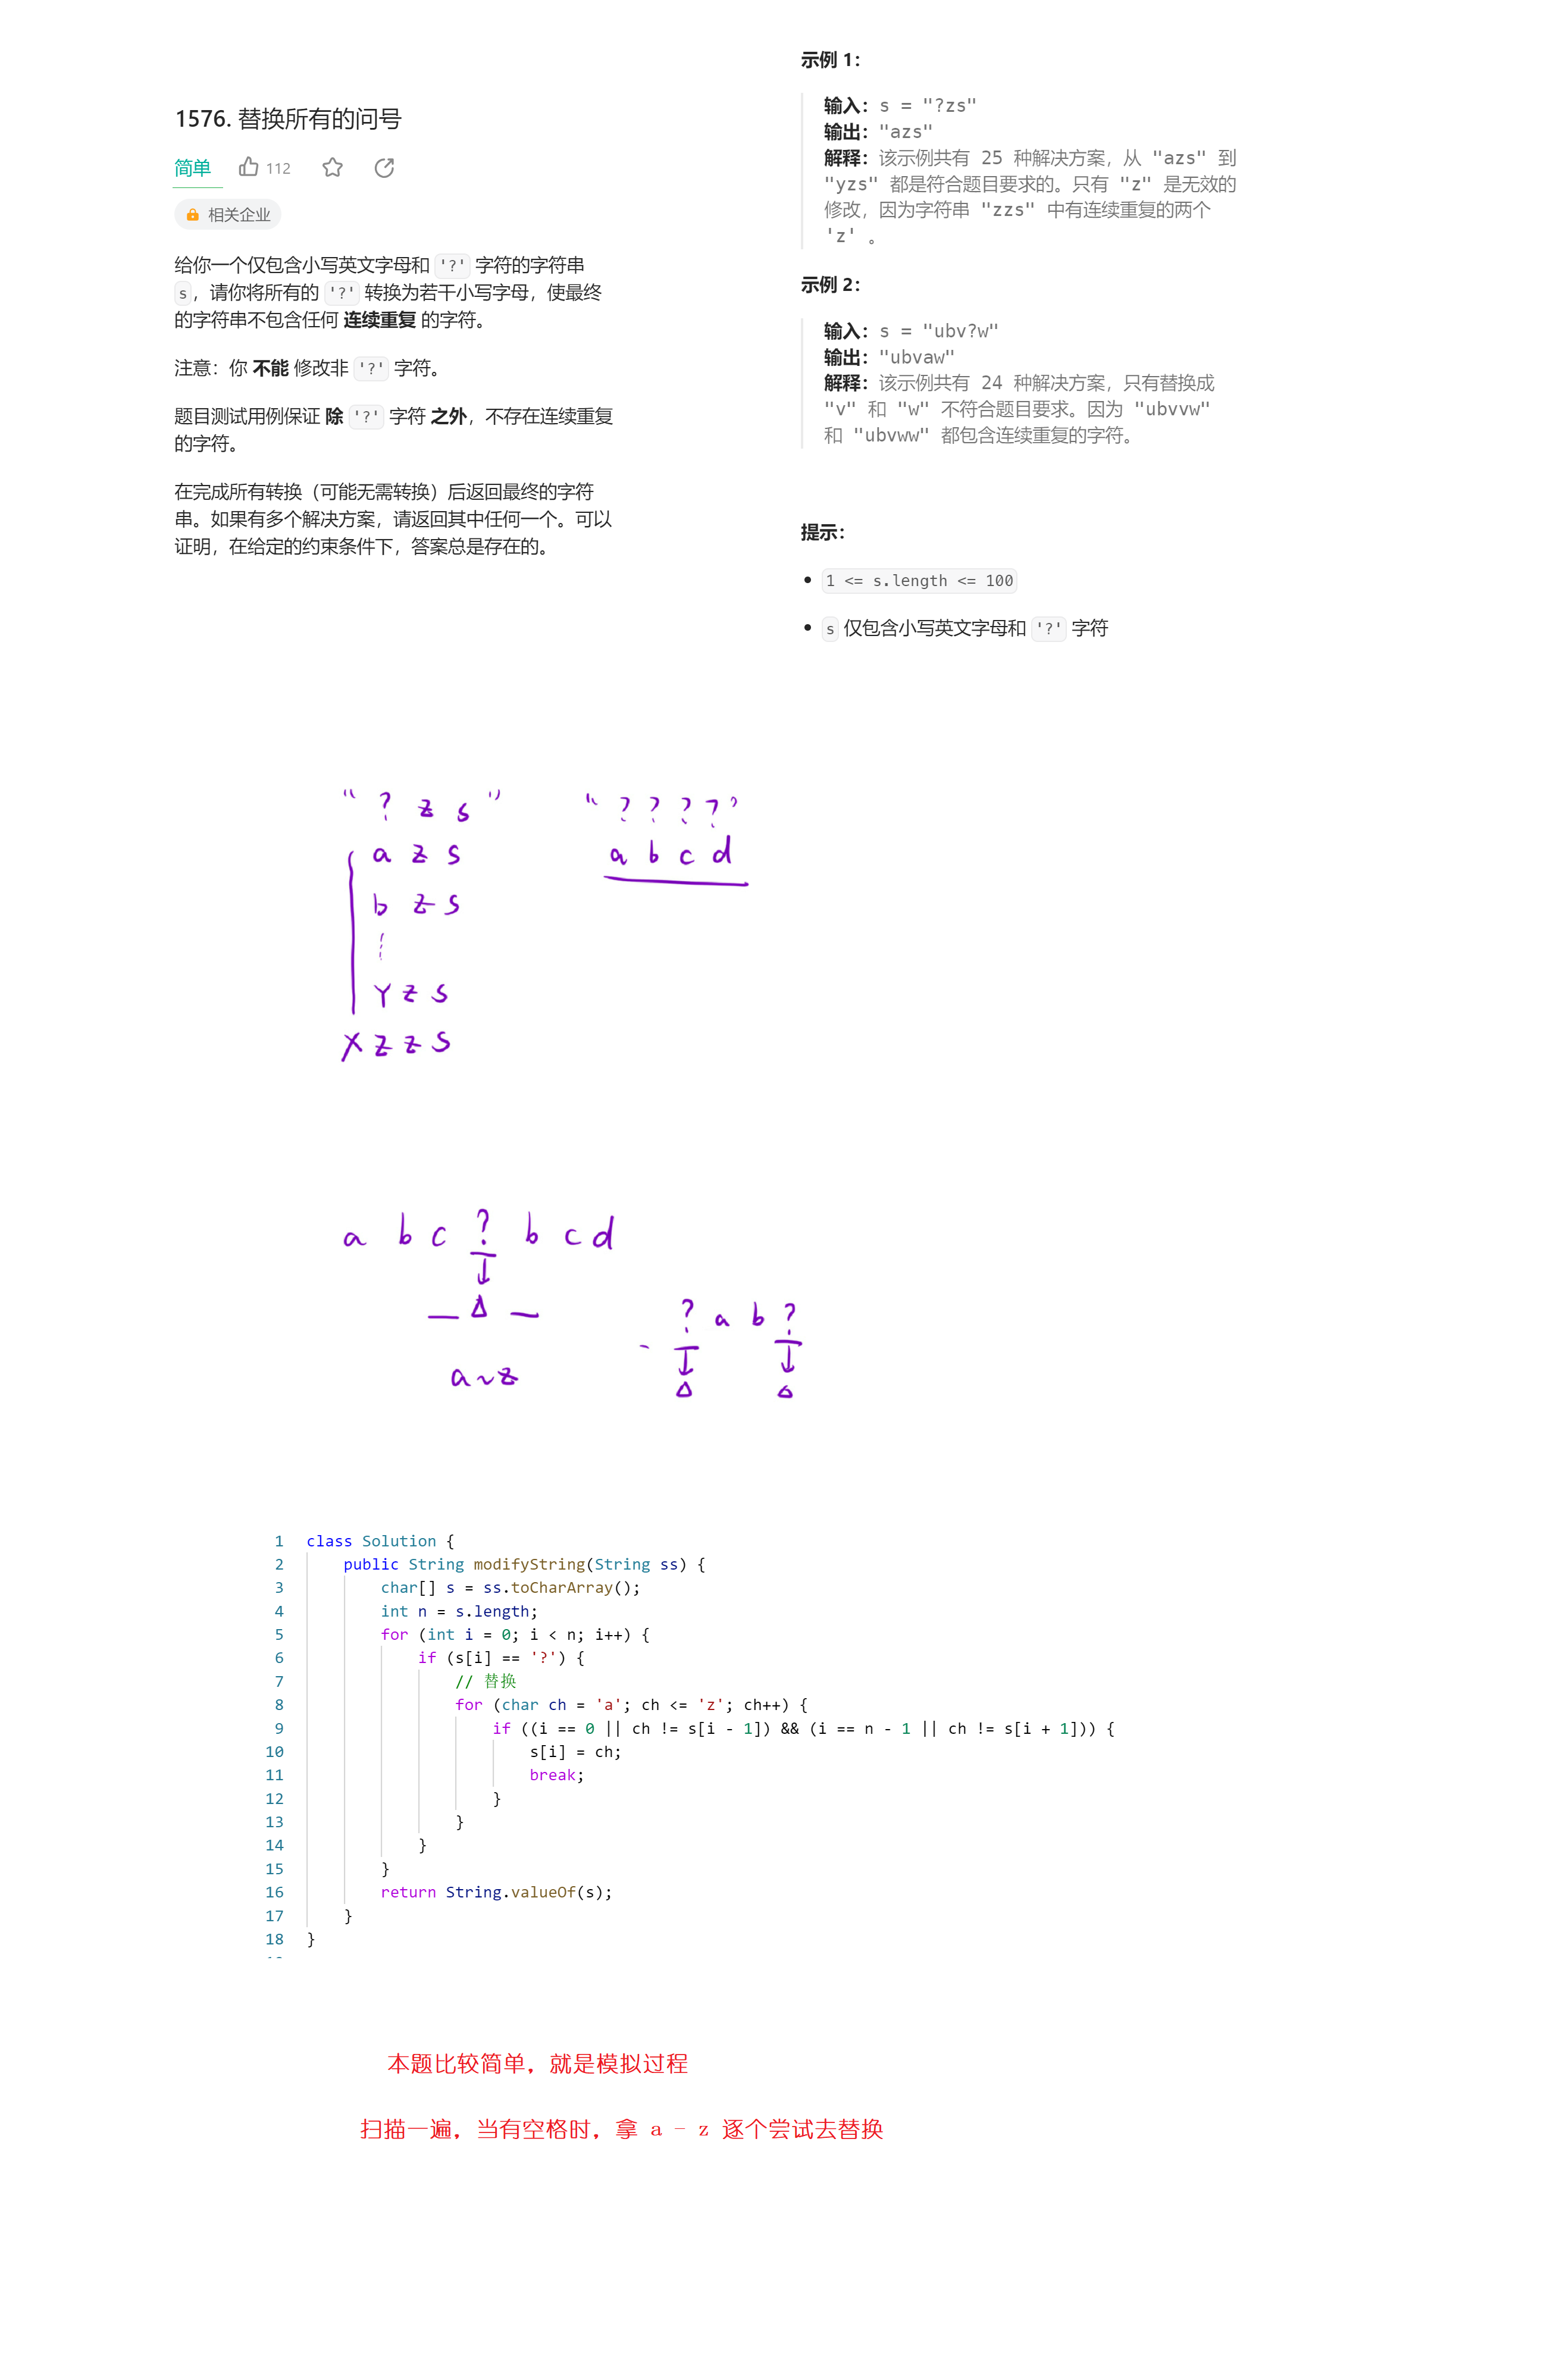 1576. 替换所有的问号
简单 112
相关企业
给你一个仅包含小写英文字母和 '?' 字符的字符串
s，请你将所有的 '?' 转换为若干小写字母，使最终
的字符串不包含任何 连续重复 的字符。
注意：你 不能 修改非 '?' 字符。
题目测试用例保证 除 '?' 字符 之外，不存在连续重复
的字符。
在完成所有转换（可能无需转换）后返回最终的字符
串。如果有多个解决方案，请返回其中任何一个。可以
证明，在给定的约束条件下，答案总是存在的。
示例 1：
输入：s = "?zs"
输出："azs"
解释：该示例共有 25 种解决方案，从 "azs" 到
"yzs" 都是符合题目要求的。只有 "z" 是无效的
修改，因为字符串 "zzs" 中有连续重复的两个
'z' 。
示例 2：
输入：s = "ubv?w"
输出："ubvaw"
解释：该示例共有 24 种解决方案，只有替换成
"v" 和 "w" 不符合题目要求。因为 "ubvvw"
和 "ubvww" 都包含连续重复的字符。
提示：
1 <= s.length <= 100
s 仅包含小写英文字母和 '?' 字符
" ? z s "
a z s
b z s
Y z s
X z z s
" ? ? ? ? "
a b c d
a b c ? b c d
a~z
? a b ?
1 class Solution {
2 public String modifyString(String ss) {
3 char[] s = ss.toCharArray();
4 int n = s.length;
5 for (int i = 0; i < n; i++) {
6 if (s[i] == '?') {
7 // 替换
8 for (char ch = 'a'; ch <= 'z'; ch++) {
9 if ((i == 0 || ch != s[i - 1]) && (i == n - 1 || ch != s[i + 1])) {
10 s[i] = ch;
11 break;
12 }
13 }
14 }
15 }
16 return String.valueOf(s);
17 }
18 }
本题比较简单，就是模拟过程
扫描一遍，当有空格时，拿 a - z 逐个尝试去替换